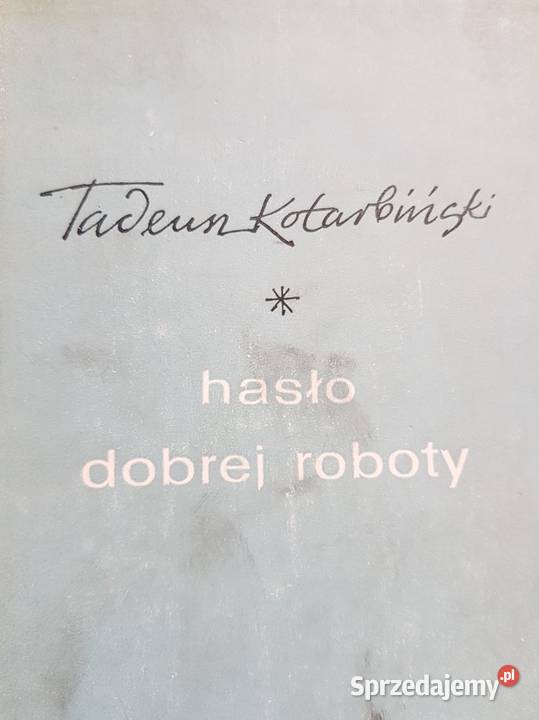 Tadeusz Kotarbiński
*
hasło
dobrej roboty
Sprzedajemy.pl